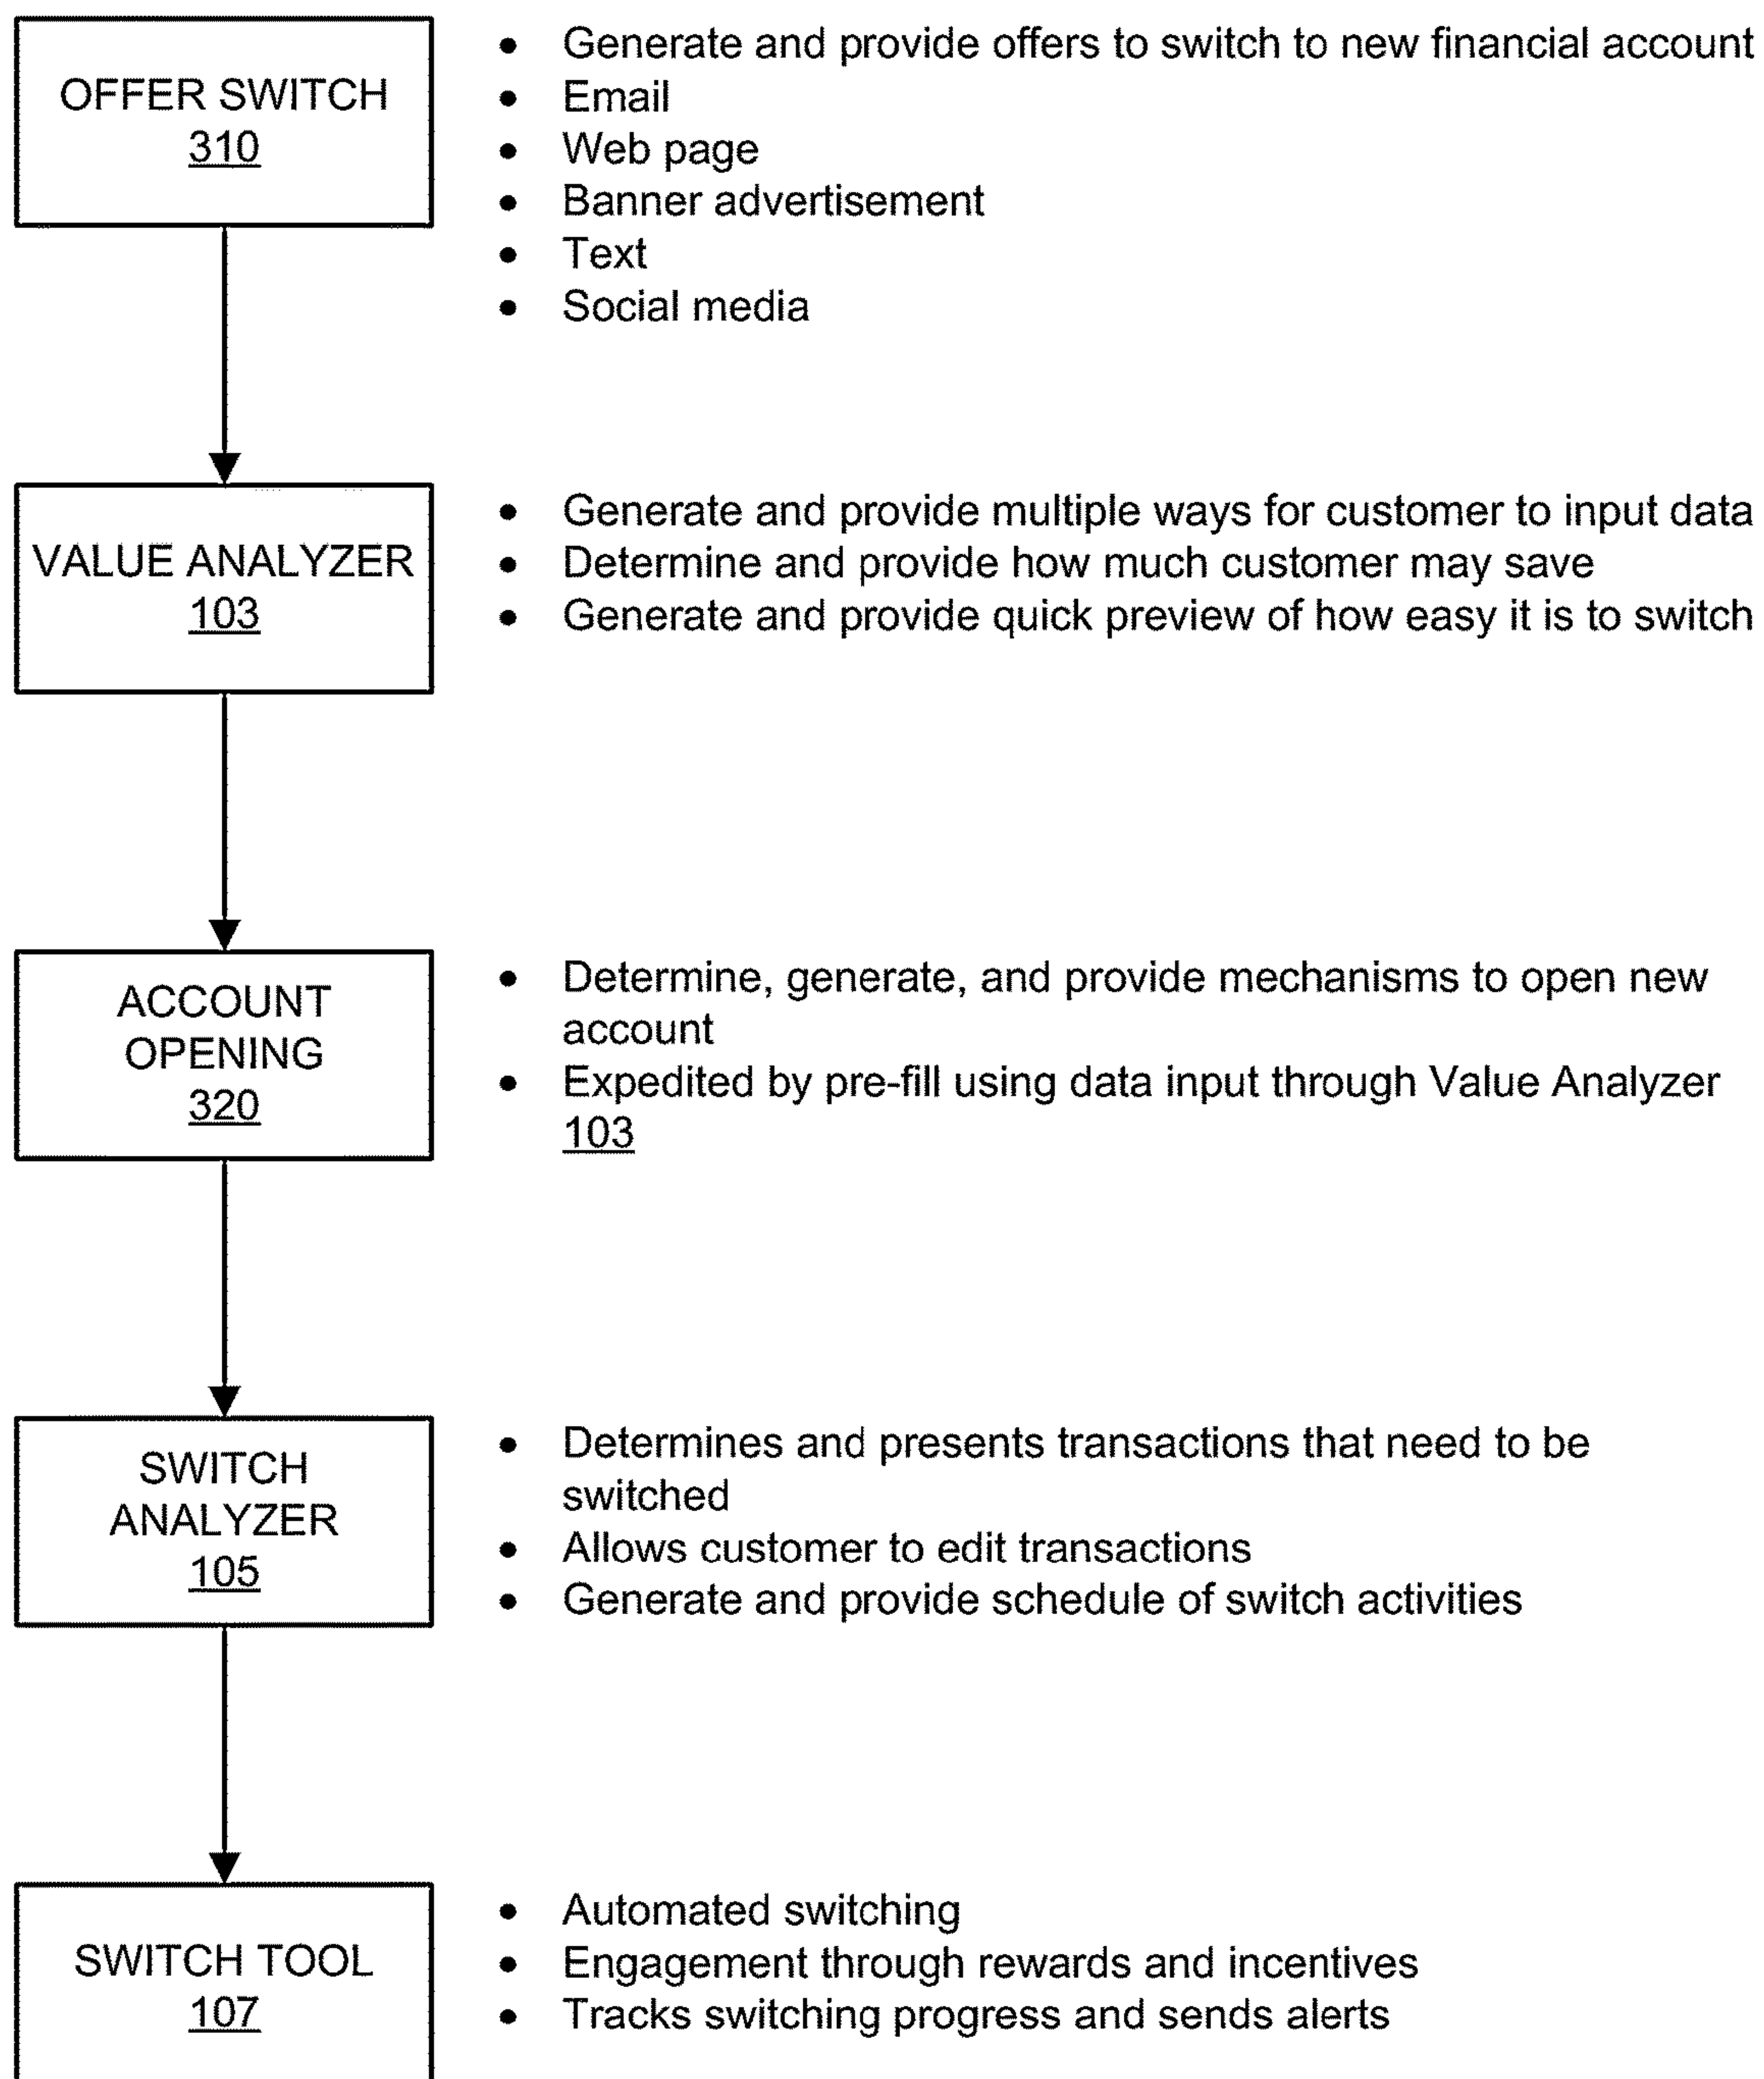 OFFER SWITCH
310
• Generate and provide offers to switch to new financial account
• Email
• Web page
• Banner advertisement
• Text
• Social media
VALUE ANALYZER
103
• Generate and provide multiple ways for customer to input data
• Determine and provide how much customer may save
• Generate and provide quick preview of how easy it is to switch
ACCOUNT
OPENING
320
• Determine, generate, and provide mechanisms to open new
account
• Expedited by pre-fill using data input through Value Analyzer
103
SWITCH
ANALYZER
105
• Determines and presents transactions that need to be
switched
• Allows customer to edit transactions
• Generate and provide schedule of switch activities
SWITCH TOOL
107
• Automated switching
• Engagement through rewards and incentives
• Tracks switching progress and sends alerts